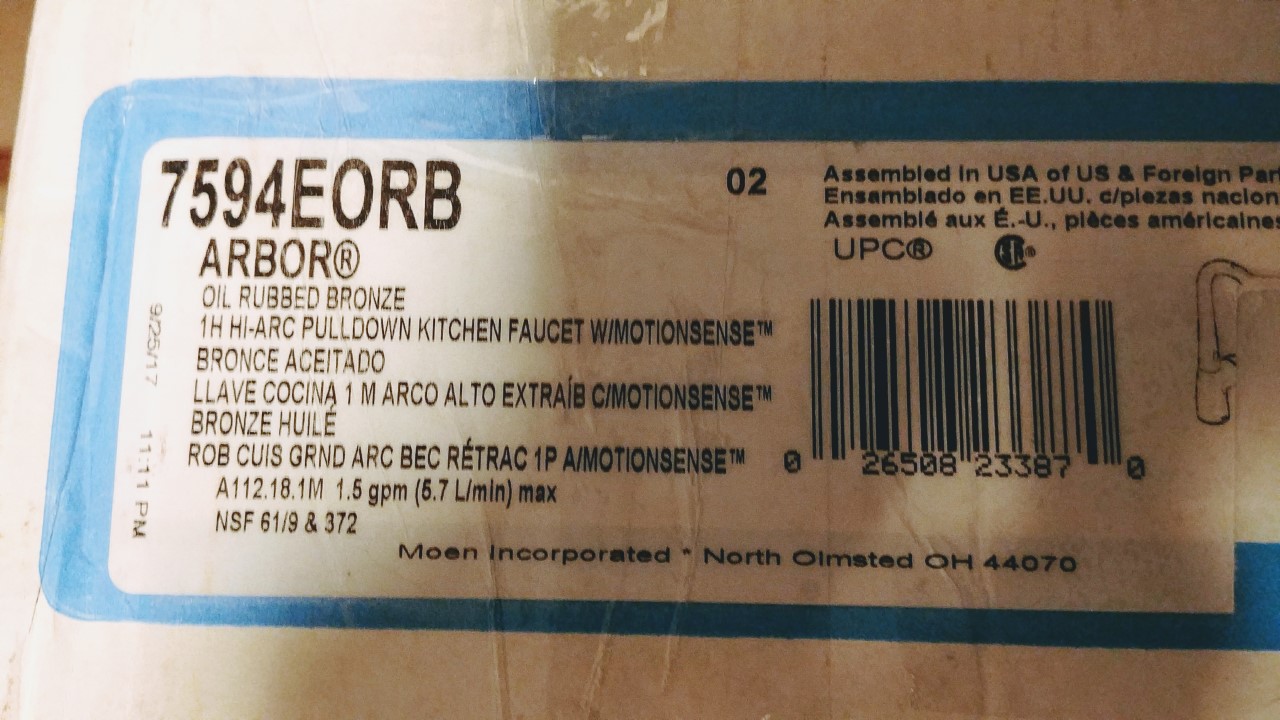 7594EORB
ARBOR®
OIL RUBBED BRONZE
1H HI-ARC PULLDOWN KITCHEN FAUCET W/MOTIONSENSE™
BRONCE ACEITADO
LLAVE COCINA 1 M ARCO ALTO EXTRAÍB C/MOTIONSENSE™
BRONZE HUILÉ
ROB CUIS GRND ARC BEC RÉTRAC 1P A/MOTIONSENSE™
A112.18.1M 1.5 gpm (5.7 L/min) max
NSF 61/9 & 372
9/25/17 11:11 PM
02
Assembled in USA of US & Foreign Par
Ensamblado en EE.UU. c/piezas nacion
Assemblé aux É.-U., pièces américaines
UPC®
0 26508 23387 0
Moen Incorporated * North Olmsted OH 44070